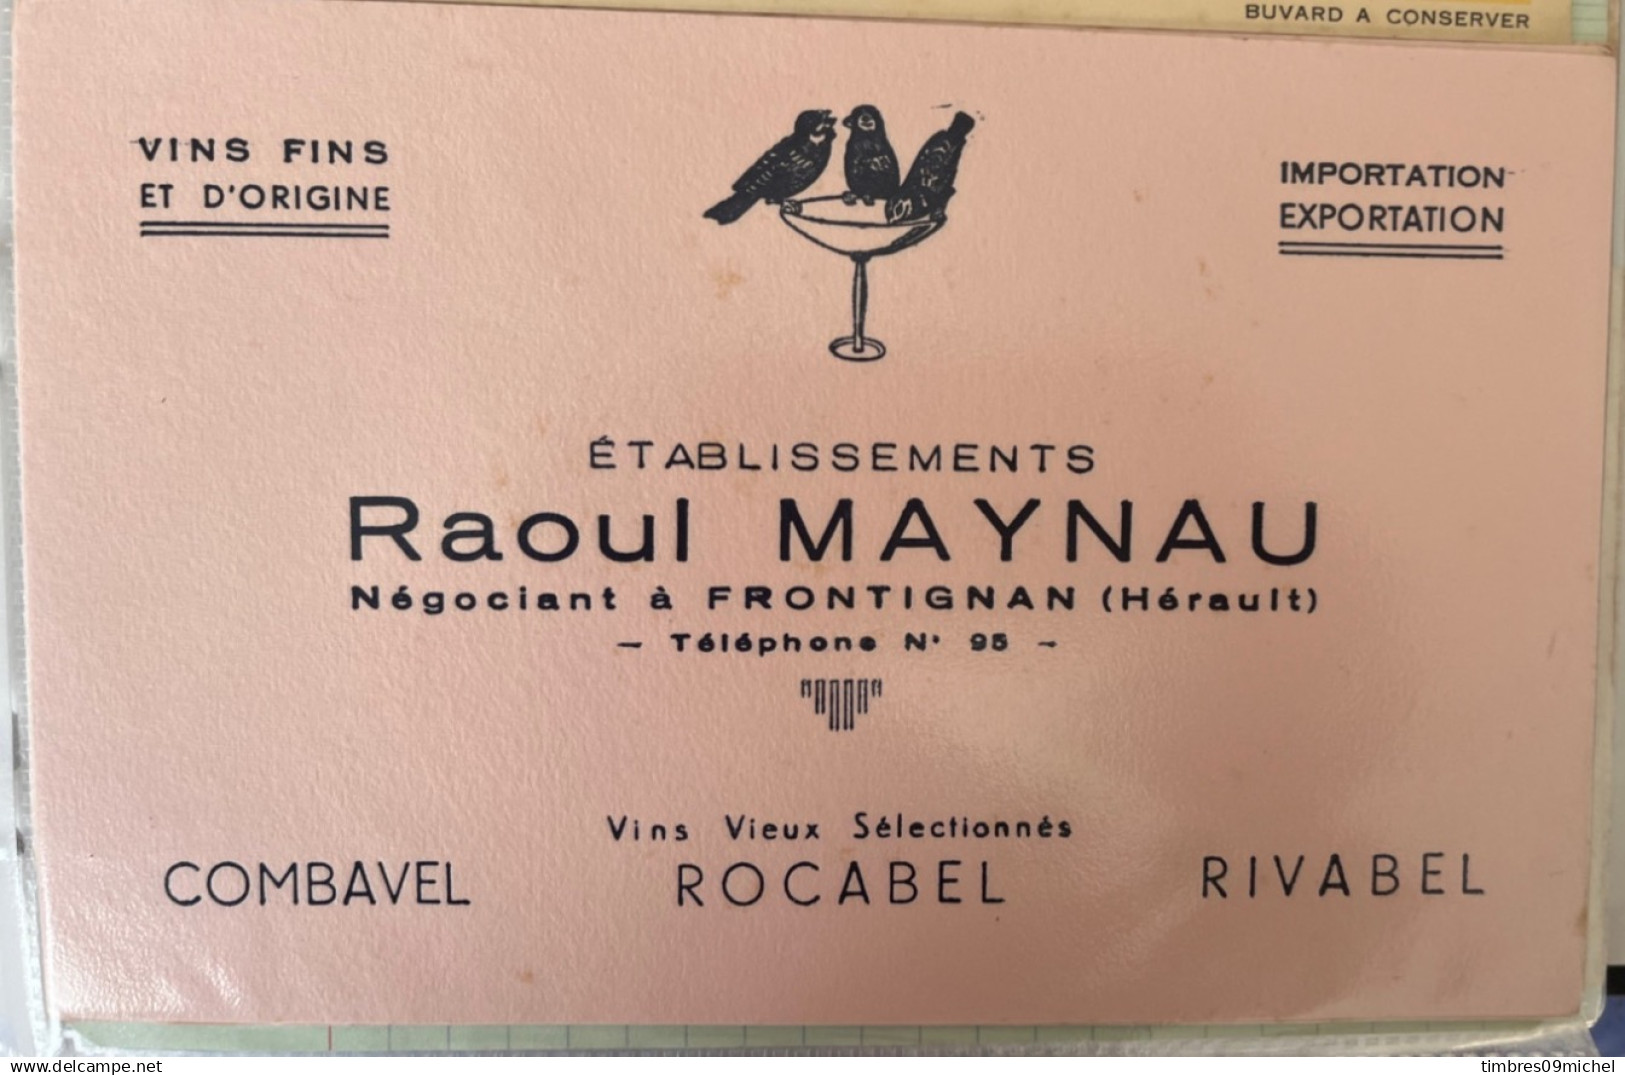 BUVARD A CONSERVER
VINS FINS
ET D'ORIGINE
IMPORTATION
EXPORTATION
ÉTABLISSEMENTS
Raoul MAYNAU
Négociant à FRONTIGNAN (Hérault)
— Téléphone N° 95 —
Vins Vieux Sélectionnés
COMBAVEL ROCABEL RIVABEL
delcampe.net
timbres09michel